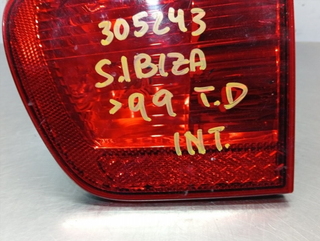 305243
S.IBIZA
>99 T.D
INT.